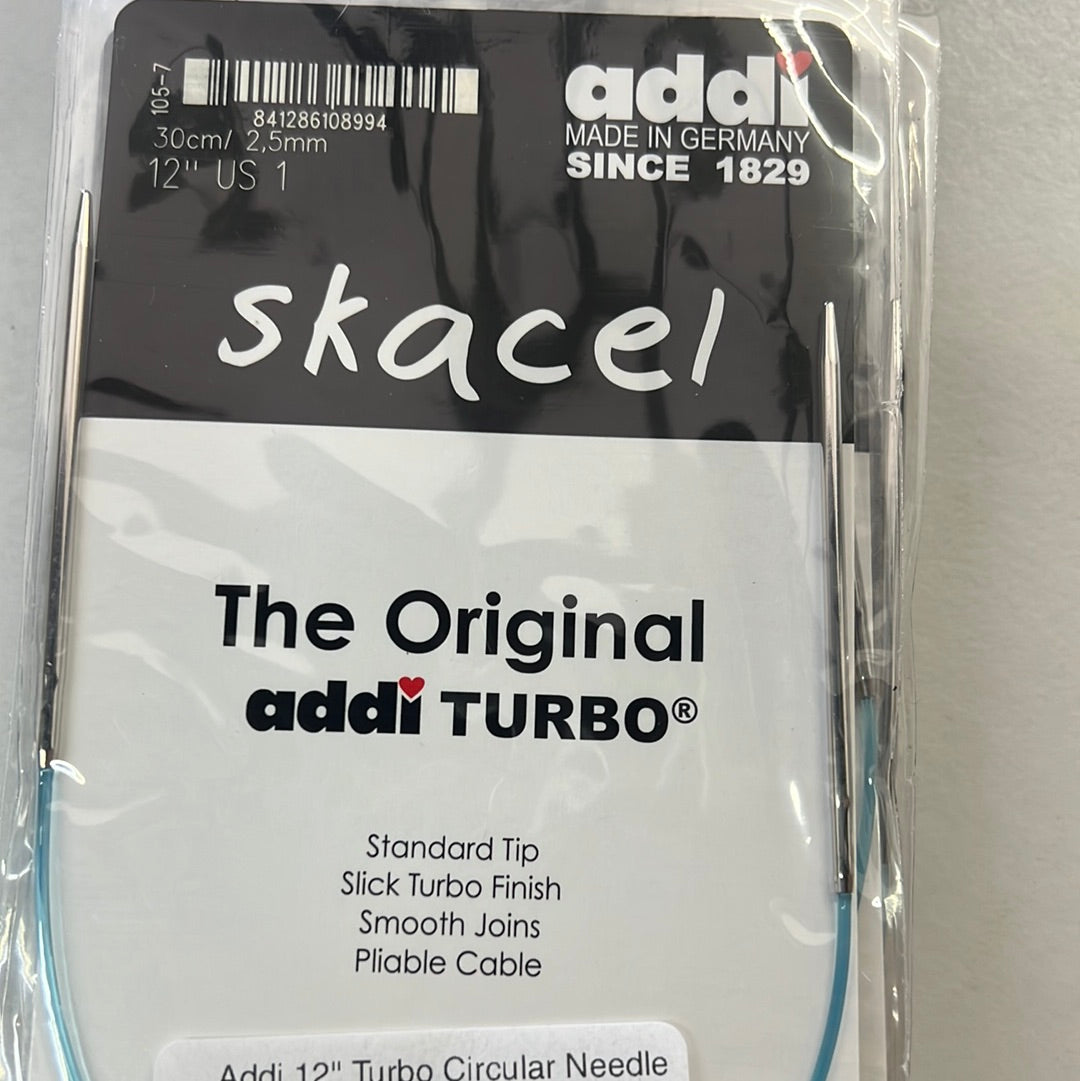 105-7
841286108994
30cm/ 2,5mm
12" US 1
addi
MADE IN GERMANY
SINCE 1829
skacel
The Original
addi TURBO®
Standard Tip
Slick Turbo Finish
Smooth Joins
Pliable Cable
Addi 12" Turbo Circular Needle